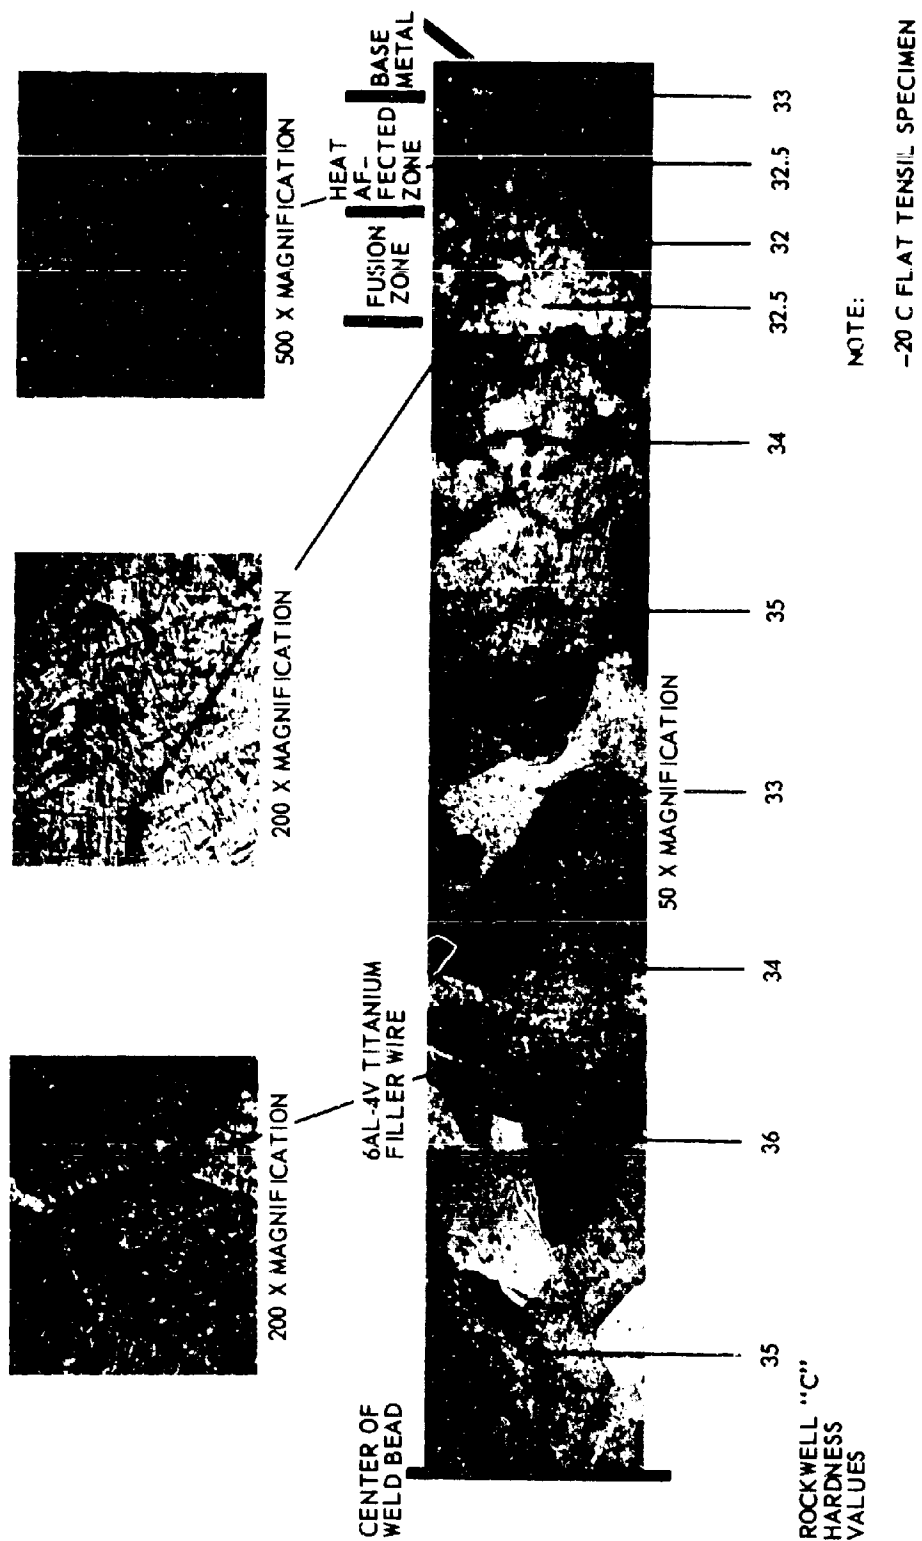 200 X MAGNIFICATION
200 X MAGNIFICATION
500 X MAGNIFICATION
CENTER OF
WELD BEAD
6AL-4V TITANIUM
FILLER WIRE
FUSION
ZONE
HEAT
AF-
FECTED
ZONE
BASE
METAL
50 X MAGNIFICATION
35
36
34
33
35
34
32.5
32
32.5
33
ROCKWELL "C"
HARDNESS
VALUES
NOTE:
-20 C FLAT TENSIL SPECIMEN